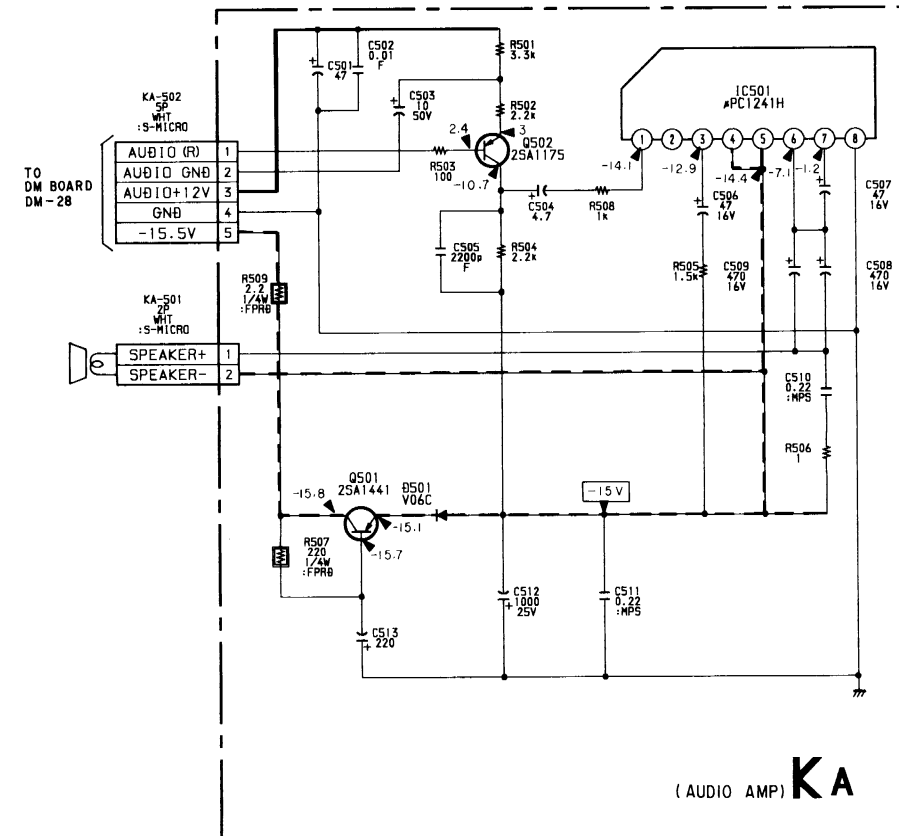 KA-502
5P
WHT
:S-MICRO
TO
DM BOARD
DM-28
AUDIO (R) 1
AUDIO GND 2
AUDIO+12V 3
GND 4
-15.5V 5
KA-501
2P
WHT
:S-MICRO
SPEAKER+ 1
SPEAKER- 2
C501
47
C502
0.01
F
C503
10
50V
R501
3.3k
R502
2.2k
2.4
3
Q502
2SA1175
R503
100
-10.7
C504
4.7
R508
1k
C505
2200p
F
R504
2.2k
IC501
µPC1241H
1 2 3 4 5 6 7 8
-14.1
-12.9
-14.4
-7.1
-1.2
C506
47
16V
C507
47
16V
R505
1.5k
C509
470
16V
C508
470
16V
R509
2.2
1/4W
:FPRD
C510
0.22
:MPS
R506
1
Q501
2SA1441
D501
V06C
-15.8
-15.1
-15.7
-15V
R507
220
1/4W
:FPRD
C513
220
C512
1000
25V
C511
0.22
:MPS
(AUDIO AMP) KA